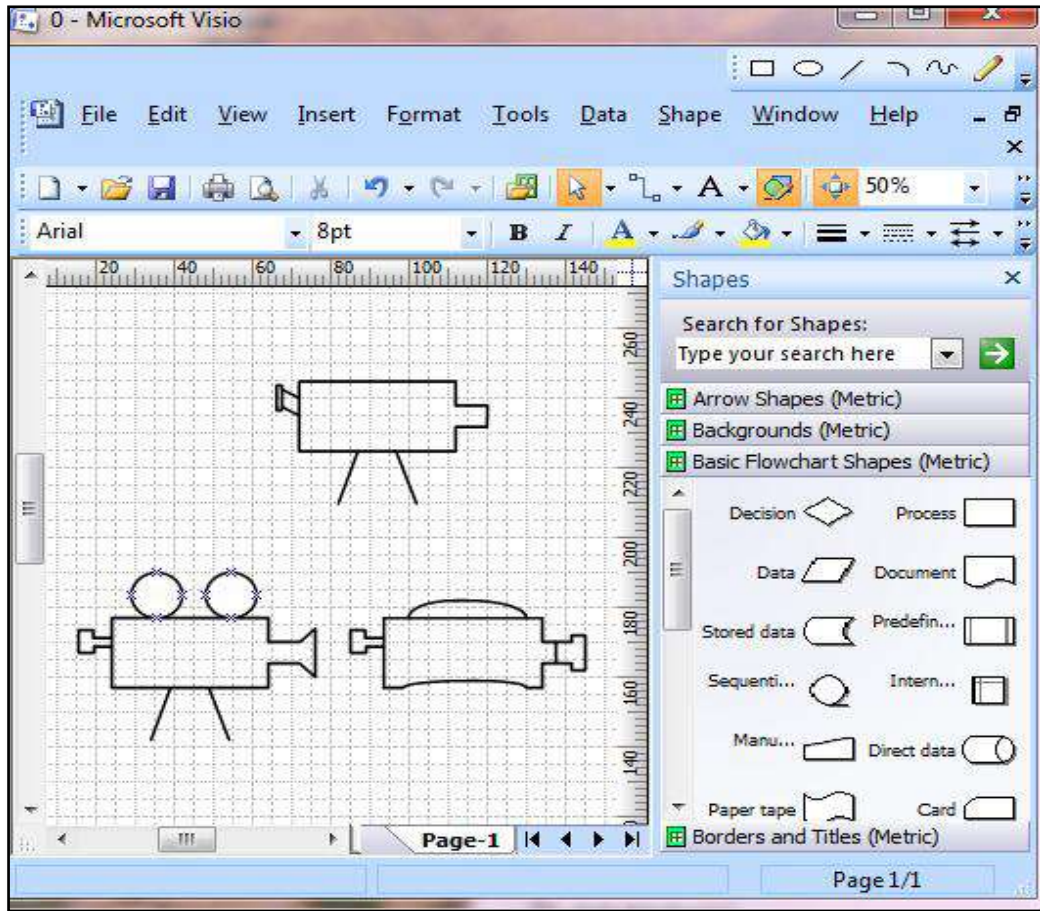 0 - Microsoft Visio
File Edit View Insert Format Tools Data Shape Window Help
50%
Arial 8pt B I A
20 40 60 80 100 120 140
Shapes
Search for Shapes:
Type your search here
Arrow Shapes (Metric)
Backgrounds (Metric)
Basic Flowchart Shapes (Metric)
Decision Process
Data Document
Stored data Predefin...
Sequenti... Intern...
Manu... Direct data
Paper tape Card
Borders and Titles (Metric)
260
240
220
200
180
160
140
Page-1
Page 1/1